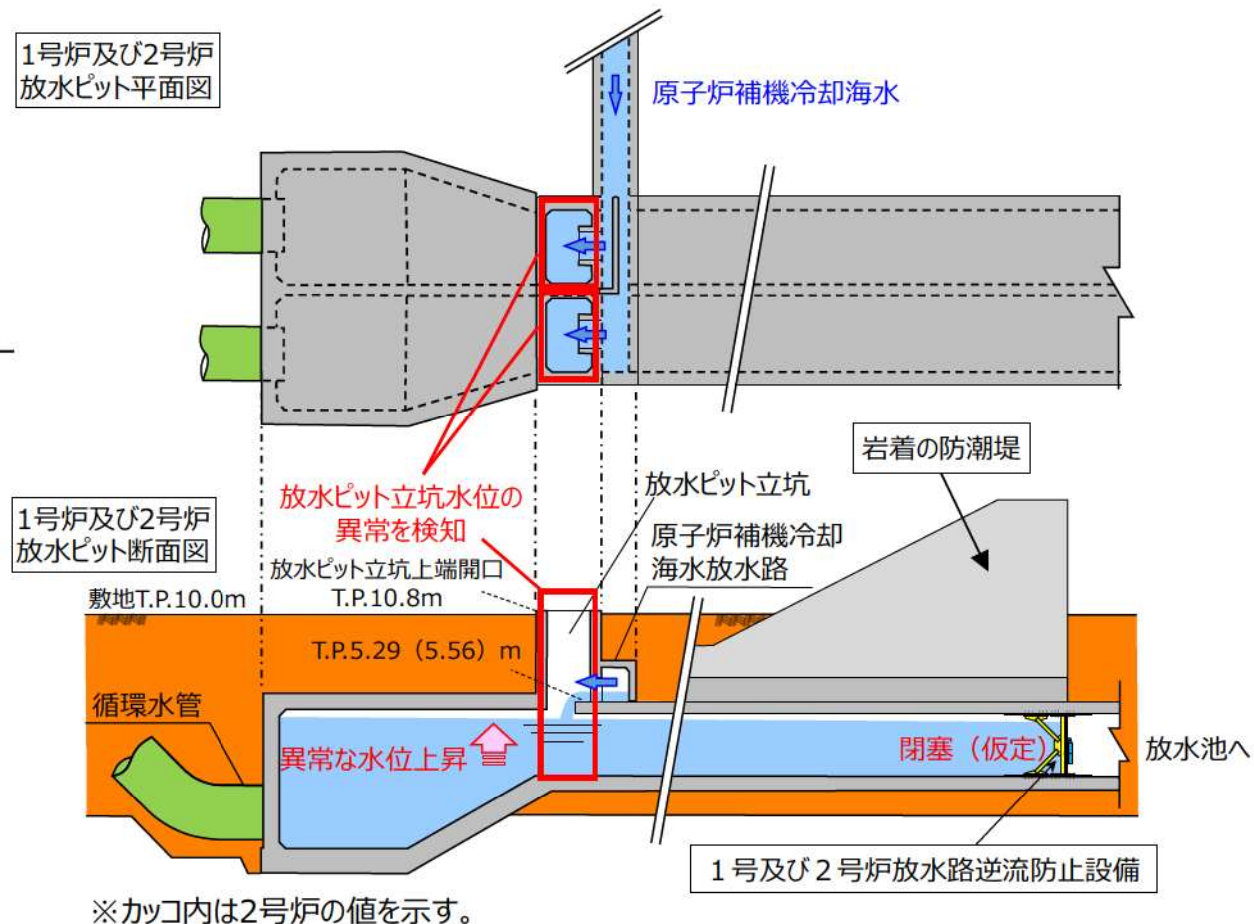 1号炉及び2号炉
放水ピット平面図
原子炉補機冷却海水
岩着の防潮堤
放水ピット立坑水位の
異常を検知
放水ピット立坑
1号炉及び2号炉
放水ピット断面図
原子炉補機冷却
海水放水路
放水ピット立坑上端開口
T.P.10.8m
敷地T.P.10.0m
T.P.5.29（5.56）m
循環水管
異常な水位上昇
閉塞（仮定）
放水池へ
１号及び２号炉放水路逆流防止設備
※カッコ内は2号炉の値を示す。